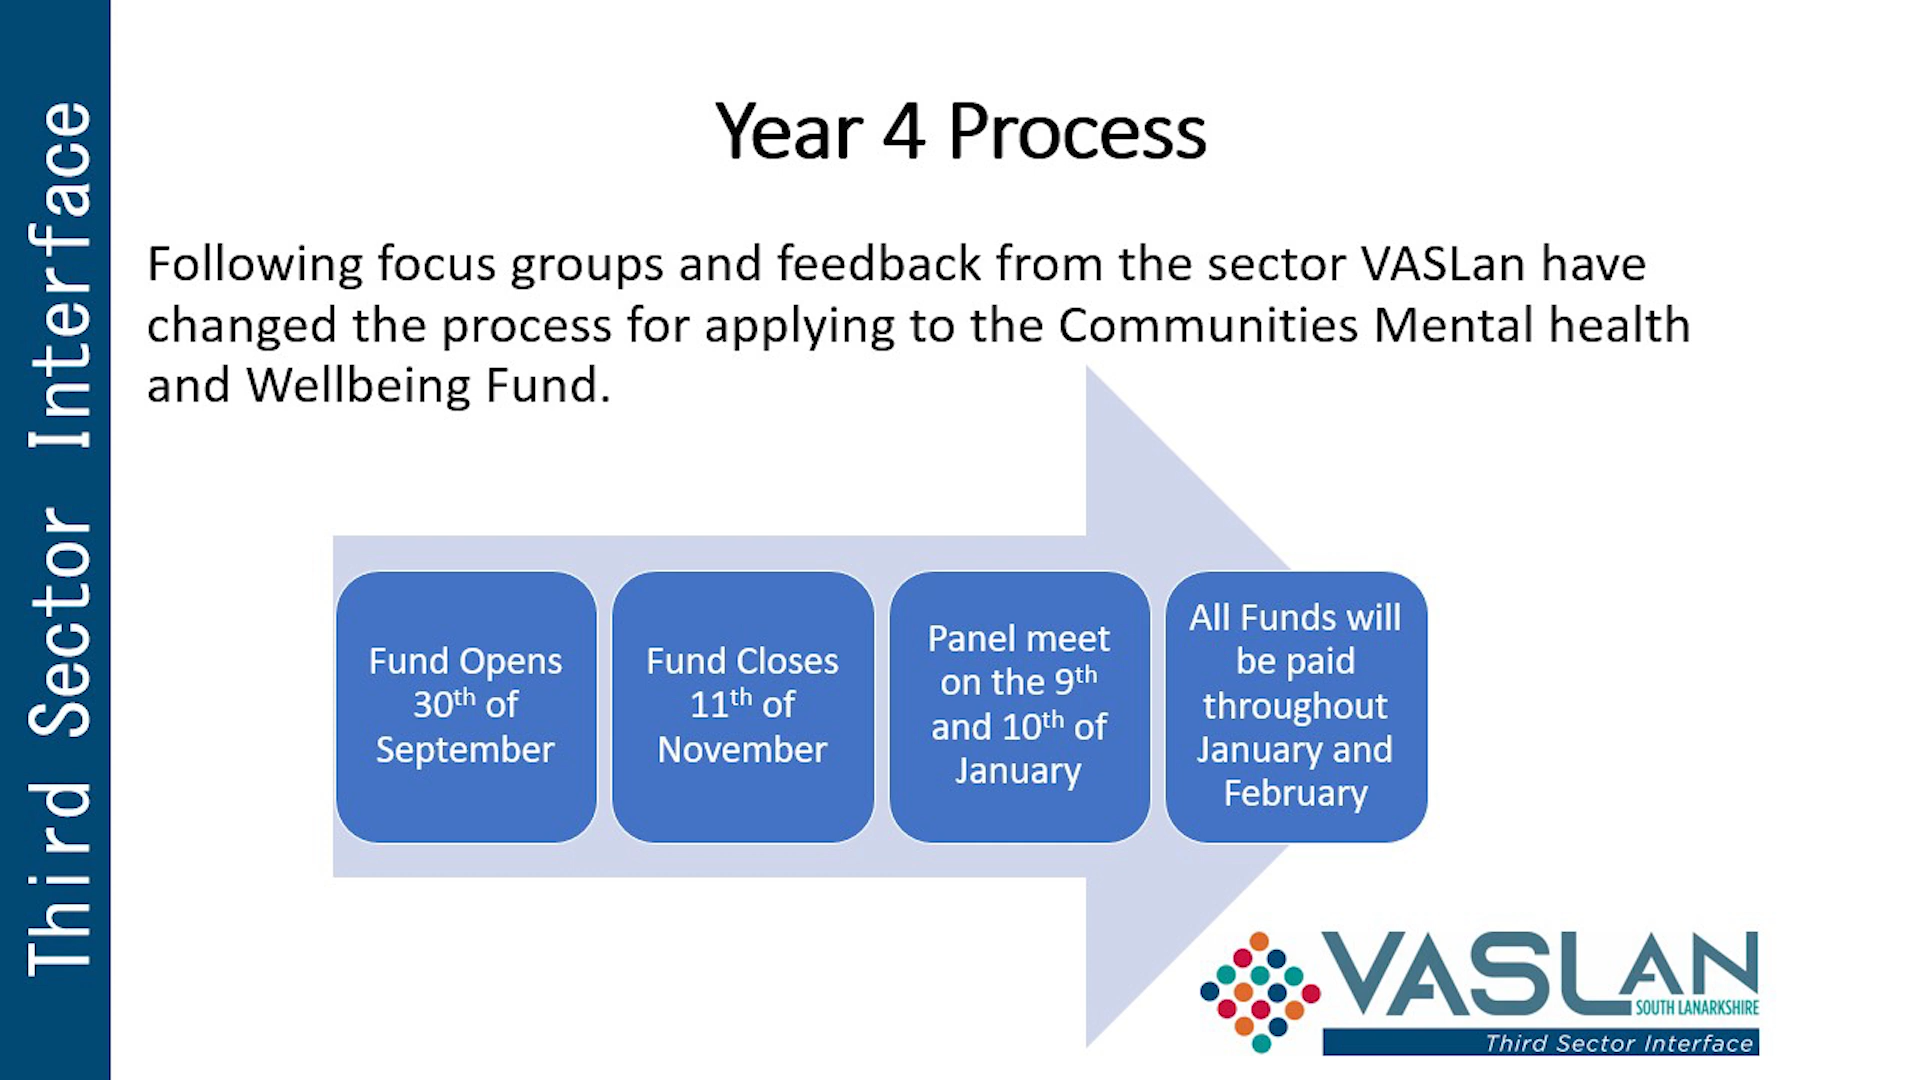 Third Sector Interface
Year 4 Process
Following focus groups and feedback from the sector VASLan have
changed the process for applying to the Communities Mental health
and Wellbeing Fund.
Fund Opens
30th of
September
Fund Closes
11th of
November
Panel meet
on the 9th
and 10th of
January
All Funds will
be paid
throughout
January and
February
VASLAN
SOUTH LANARKSHIRE
Third Sector Interface